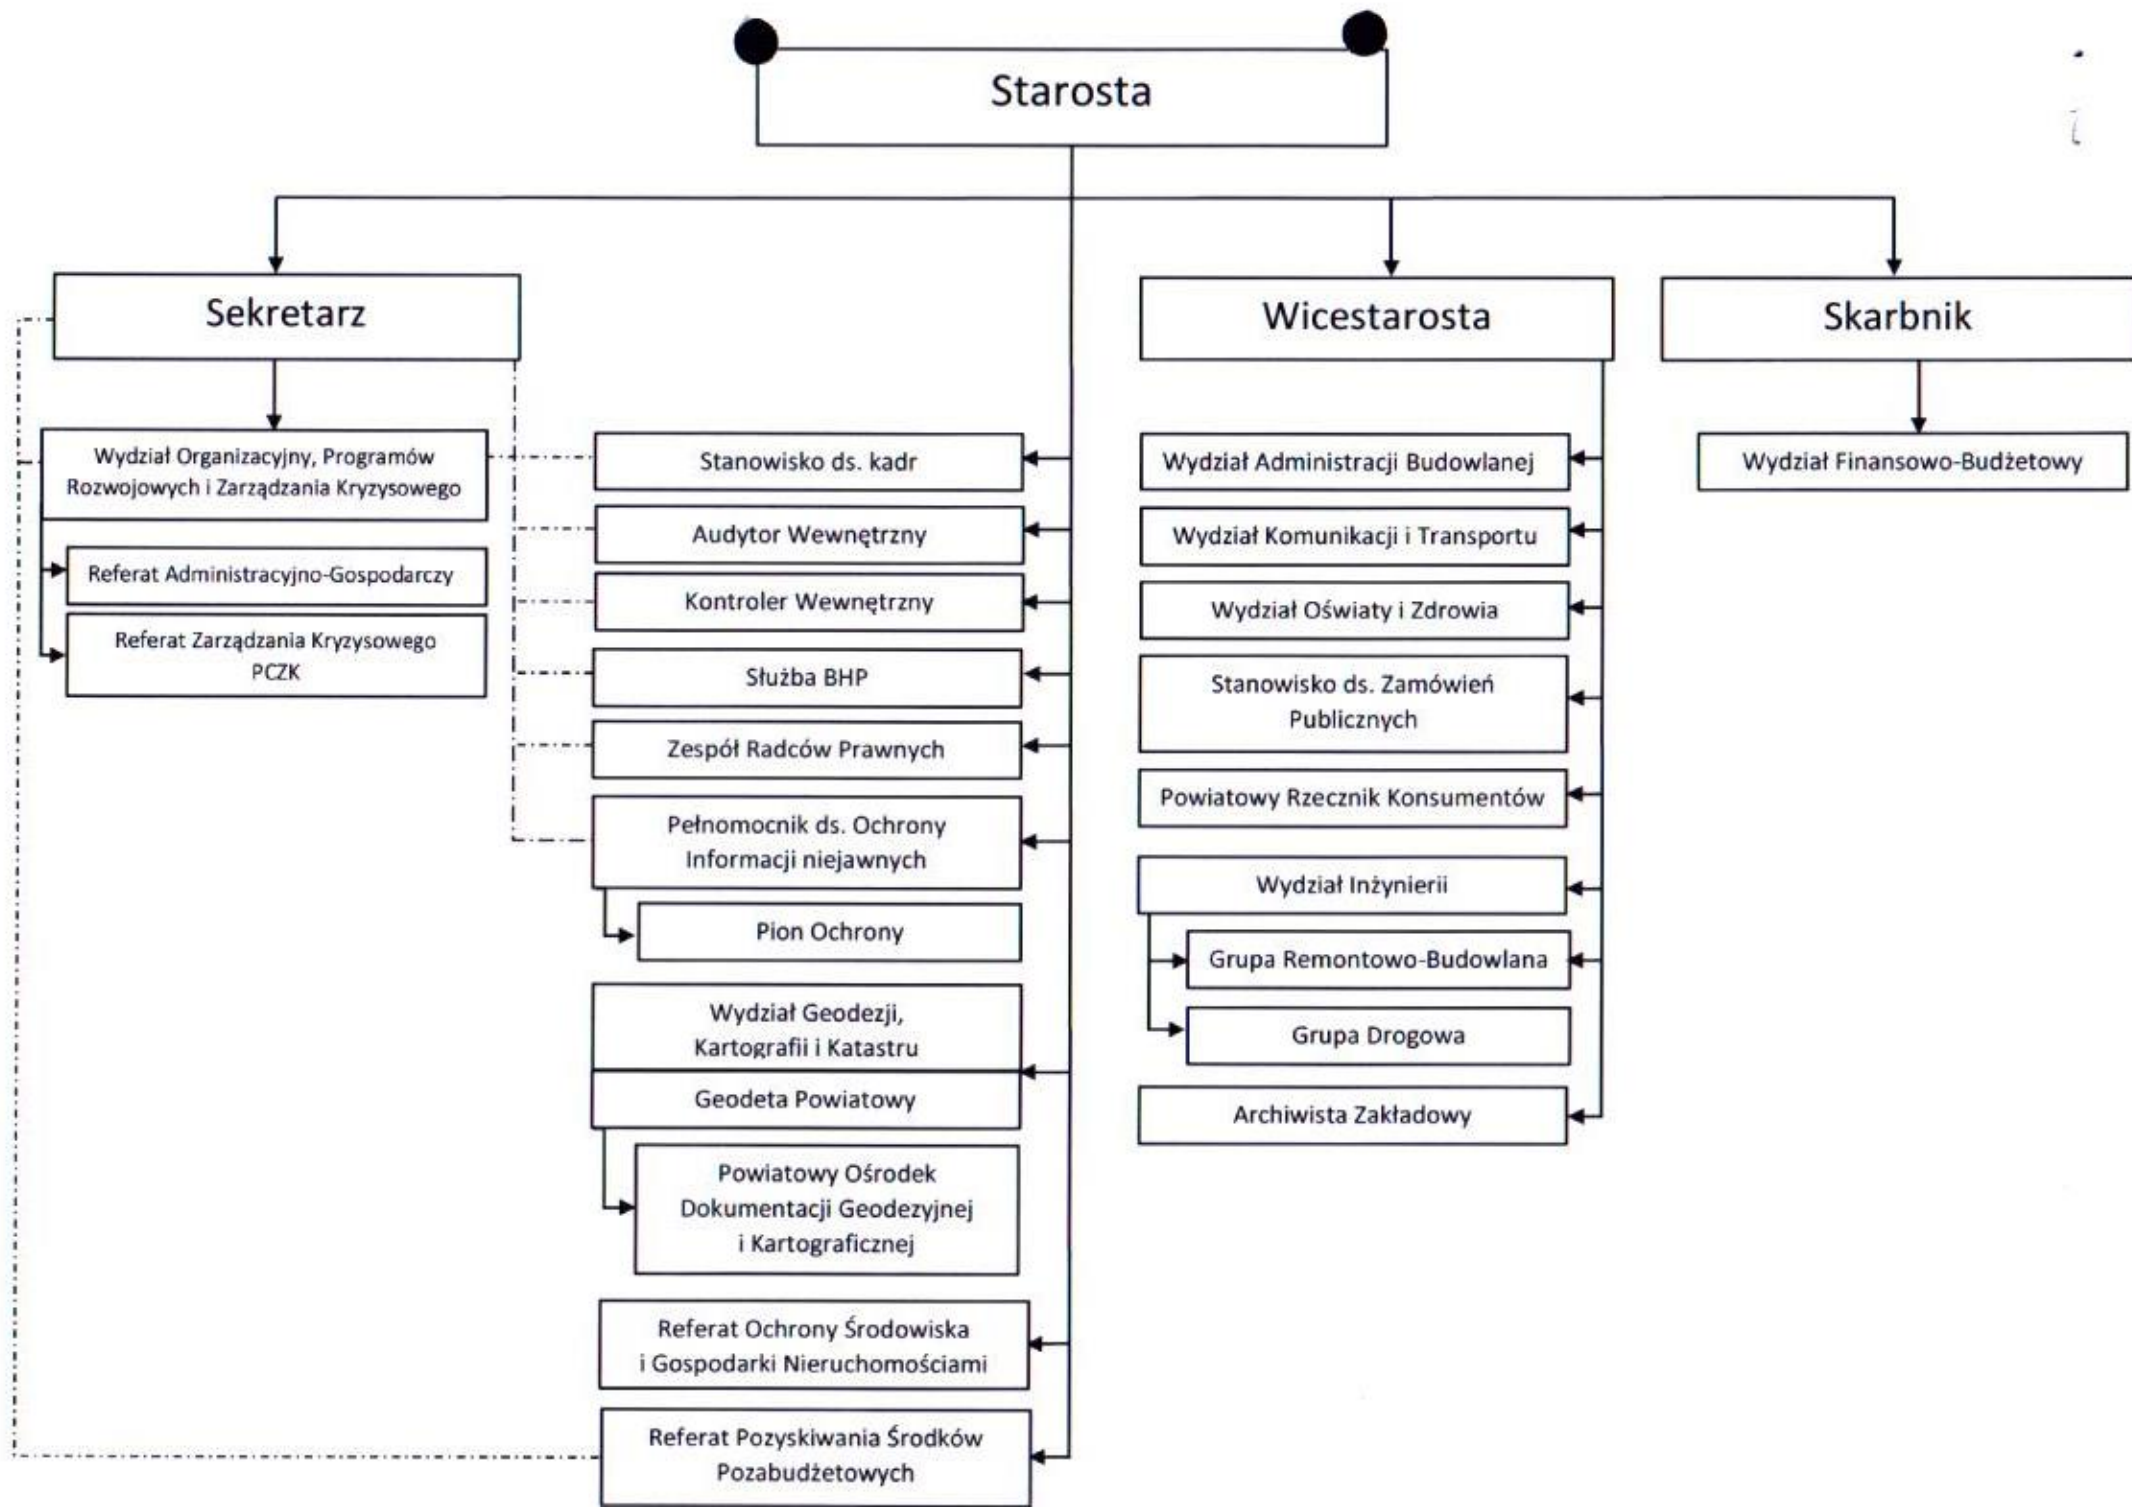 Starosta
Sekretarz
Wydział Organizacyjny, Programów
Rozwojowych i Zarządzania Kryzysowego
Referat Administracyjno-Gospodarczy
Referat Zarządzania Kryzysowego
PCZK
Stanowisko ds. kadr
Audytor Wewnętrzny
Kontroler Wewnętrzny
Służba BHP
Zespół Radców Prawnych
Pełnomocnik ds. Ochrony
Informacji niejawnych
Pion Ochrony
Wydział Geodezji,
Kartografii i Katastru
Geodeta Powiatowy
Powiatowy Ośrodek
Dokumentacji Geodezyjnej
i Kartograficznej
Referat Ochrony Środowiska
i Gospodarki Nieruchomościami
Referat Pozyskiwania Środków
Pozabudżetowych
Wicestarosta
Wydział Administracji Budowlanej
Wydział Komunikacji i Transportu
Wydział Oświaty i Zdrowia
Stanowisko ds. Zamówień
Publicznych
Powiatowy Rzecznik Konsumentów
Wydział Inżynierii
Grupa Remontowo-Budowlana
Grupa Drogowa
Archiwista Zakładowy
Skarbnik
Wydział Finansowo-Budżetowy